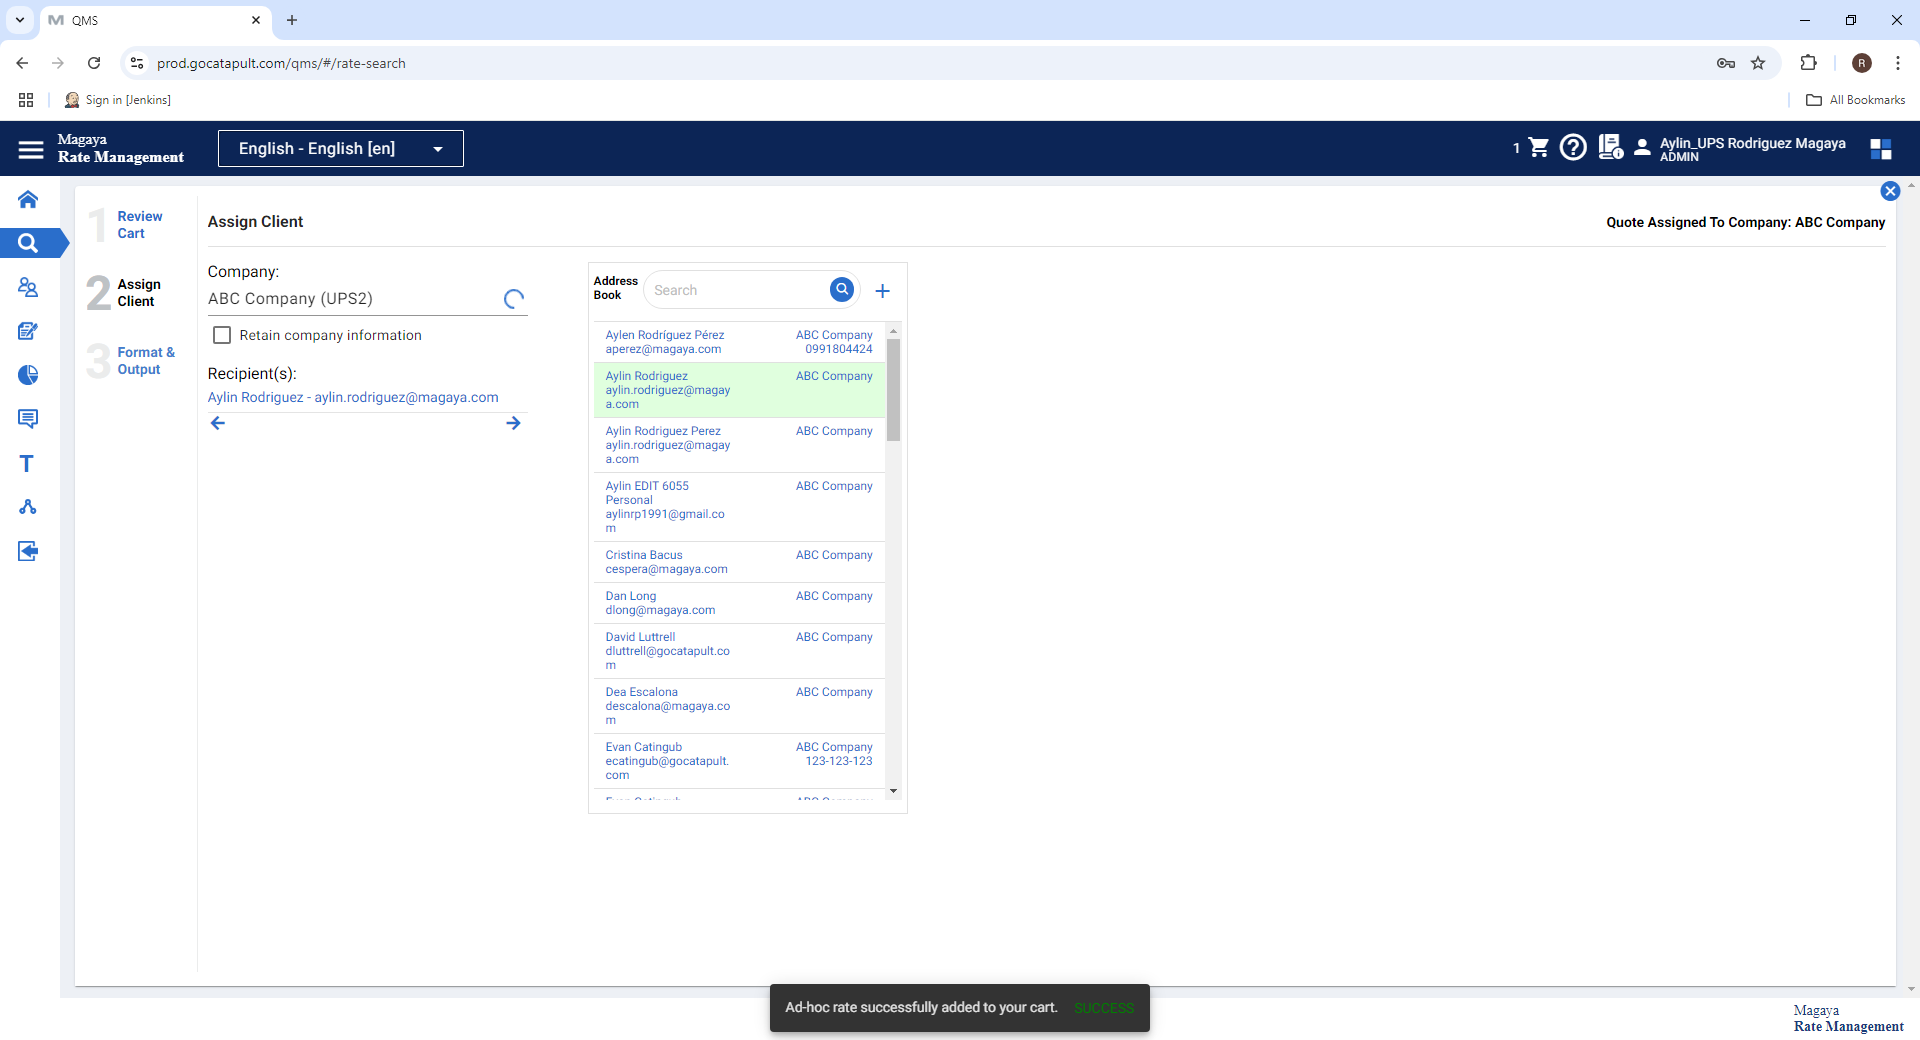 QMS
prod.gocatapult.com/qms/#/rate-search
Sign in [Jenkins]
All Bookmarks
R
Magaya
Rate Management
English - English [en]
1
Aylin_UPS Rodriguez Magaya
ADMIN
1 Review
Cart
2 Assign
Client
3 Format &
Output
Assign Client
Quote Assigned To Company: ABC Company
Company:
ABC Company (UPS2)
Retain company information
Recipient(s):
Aylin Rodriguez - aylin.rodriguez@magaya.com
Address
Book
Search
Aylen Rodríguez Pérez ABC Company
aperez@magaya.com 0991804424
Aylin Rodriguez ABC Company
aylin.rodriguez@magay
a.com
Aylin Rodriguez Perez ABC Company
aylin.rodriguez@magay
a.com
Aylin EDIT 6055 ABC Company
Personal
aylinrp1991@gmail.co
m
Cristina Bacus ABC Company
cespera@magaya.com
Dan Long ABC Company
dlong@magaya.com
David Luttrell ABC Company
dluttrell@gocatapult.co
m
Dea Escalona ABC Company
descalona@magaya.co
m
Evan Catingub ABC Company
ecatingub@gocatapult. 123-123-123
com
Ad-hoc rate successfully added to your cart. SUCCESS
Magaya
Rate Management